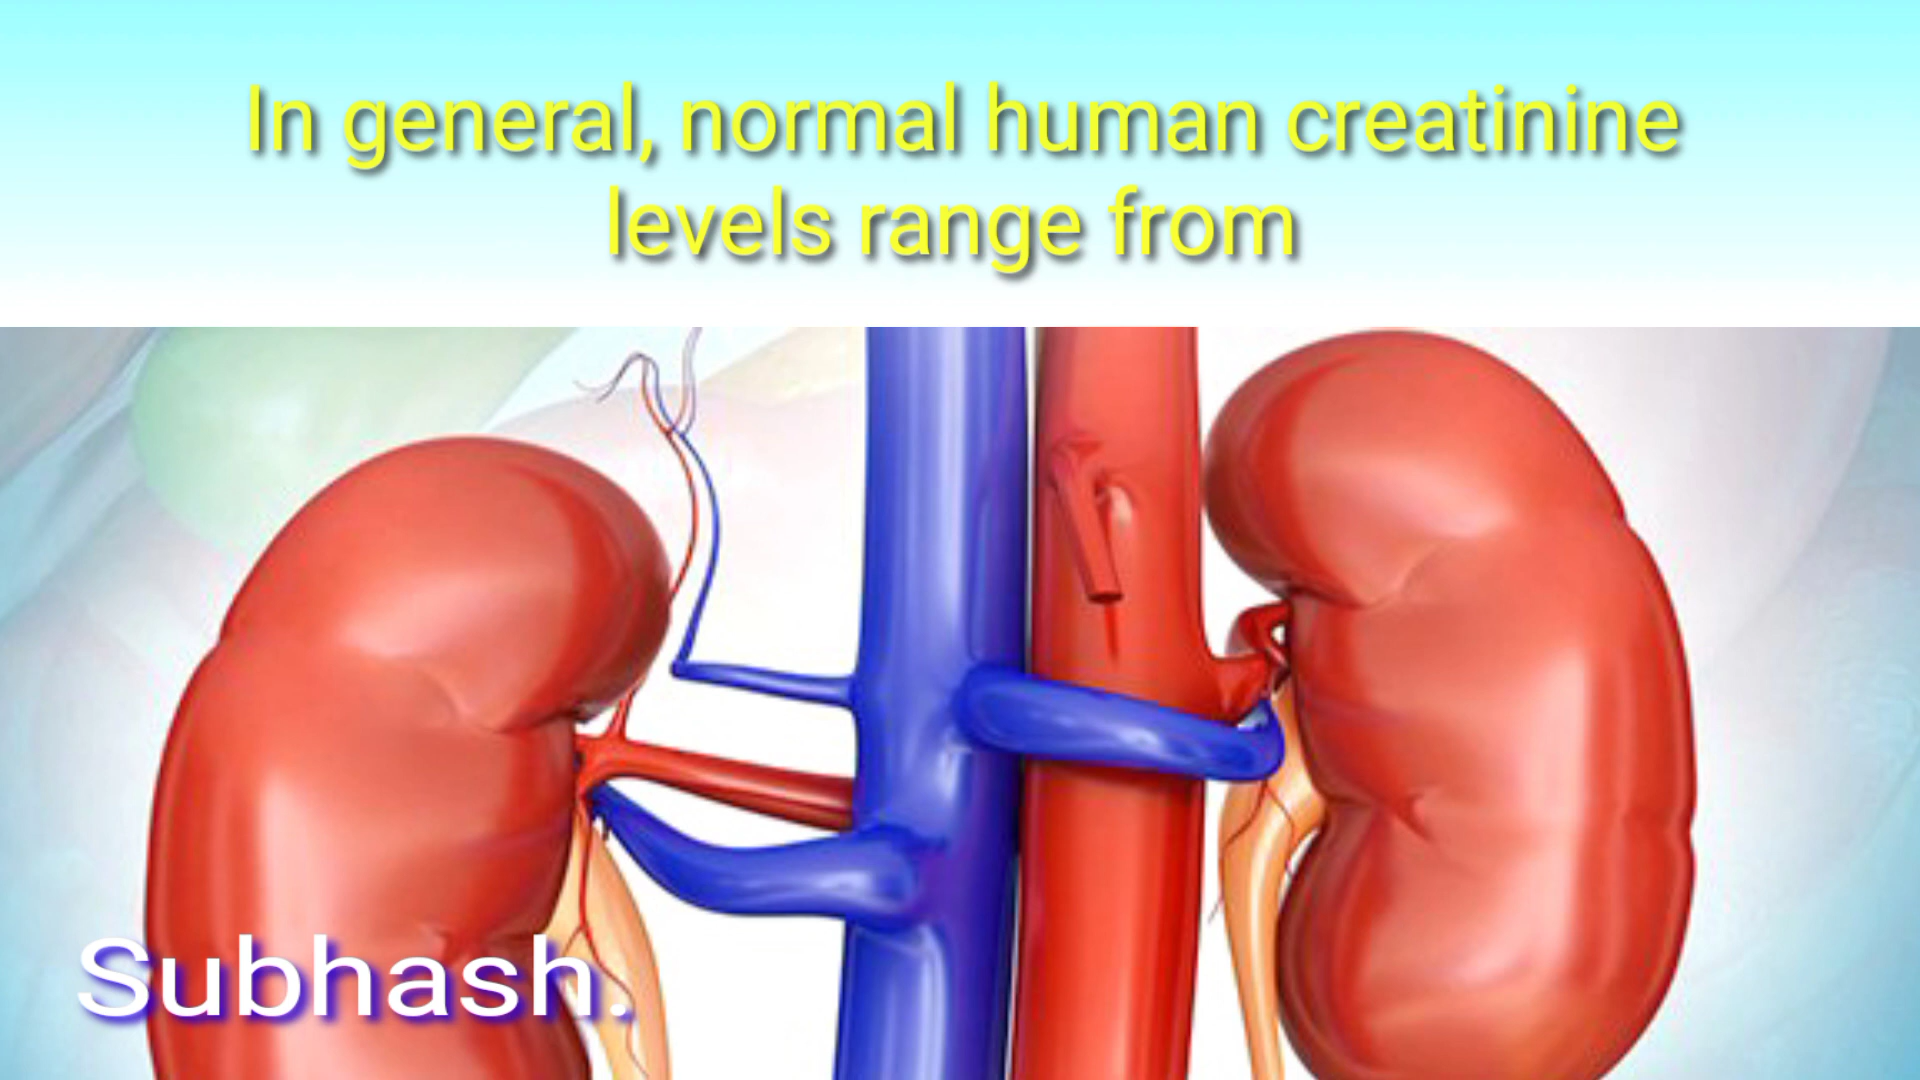 In general, normal human creatinine
levels range from
Subhash.